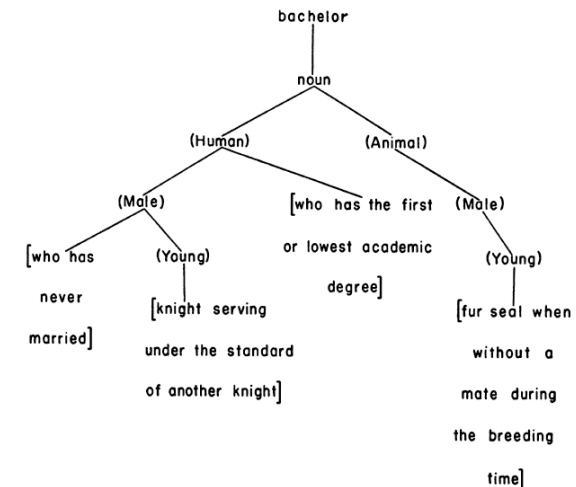 bachelor
noun
(Human)
(Animal)
(Male)
[who has the first
or lowest academic
degree]
(Male)
[who has
never
married]
(Young)
[knight serving
under the standard
of another knight]
(Young)
[fur seal when
without a
mate during
the breeding
time]